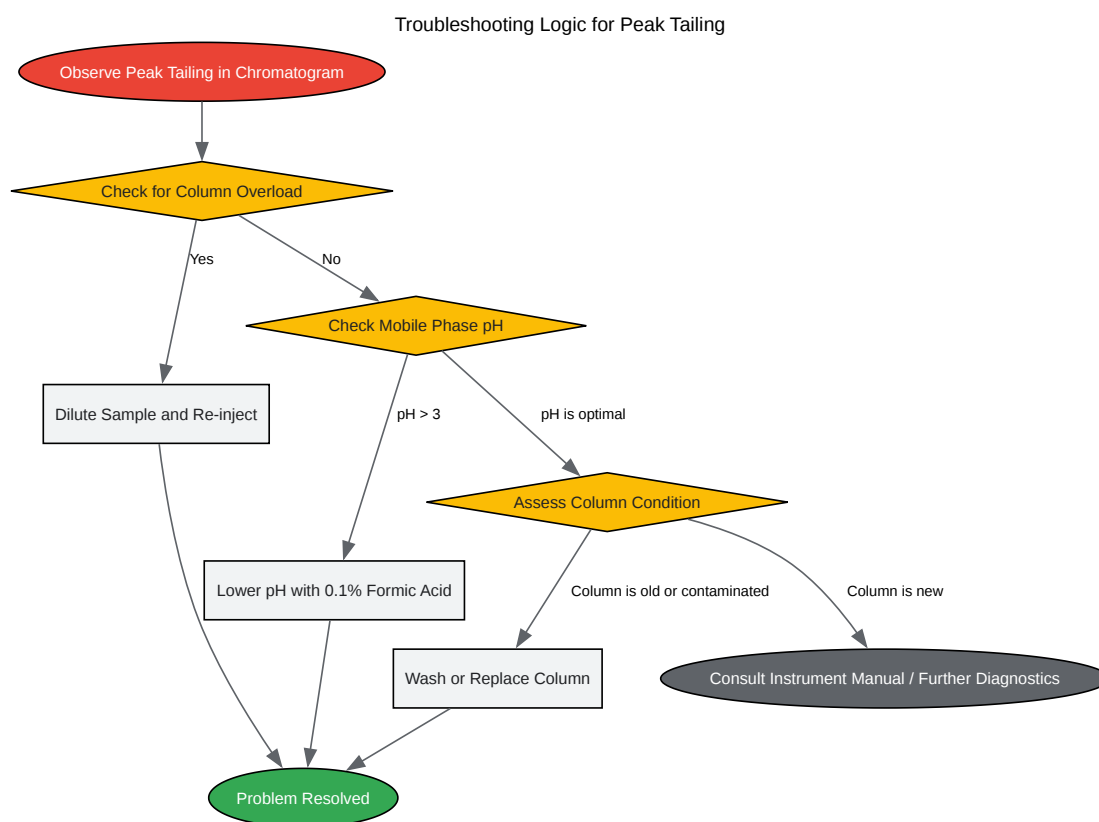 Troubleshooting Logic for Peak Tailing
Observe Peak Tailing in Chromatogram
Check for Column Overload
Yes
No
Check Mobile Phase pH
Dilute Sample and Re-inject
pH > 3
pH is optimal
Assess Column Condition
Lower pH with 0.1% Formic Acid
Column is old or contaminated
Column is new
Wash or Replace Column
Consult Instrument Manual / Further Diagnostics
Problem Resolved